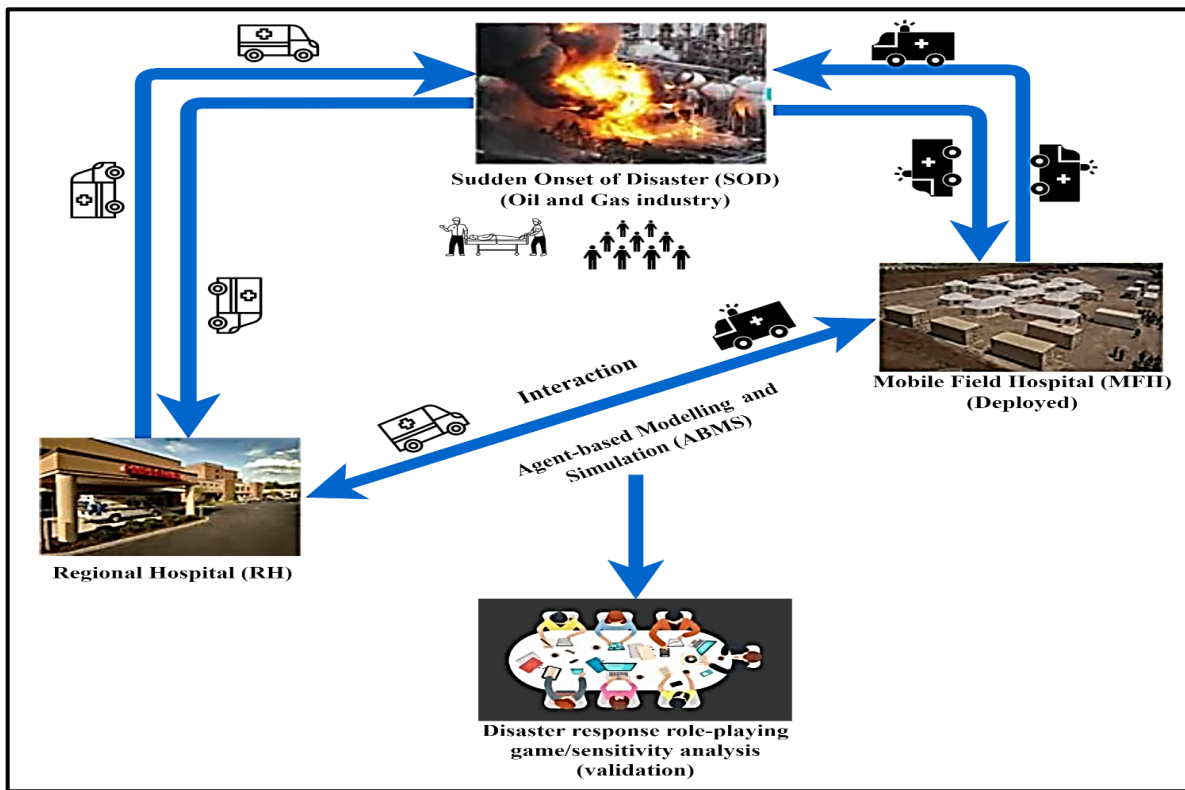 Sudden Onset of Disaster (SOD)
(Oil and Gas industry)
Mobile Field Hospital (MFH)
(Deployed)
Interaction
Agent-based Modelling and
Simulation (ABMS)
Regional Hospital (RH)
Disaster response role-playing
game/sensitivity analysis
(validation)